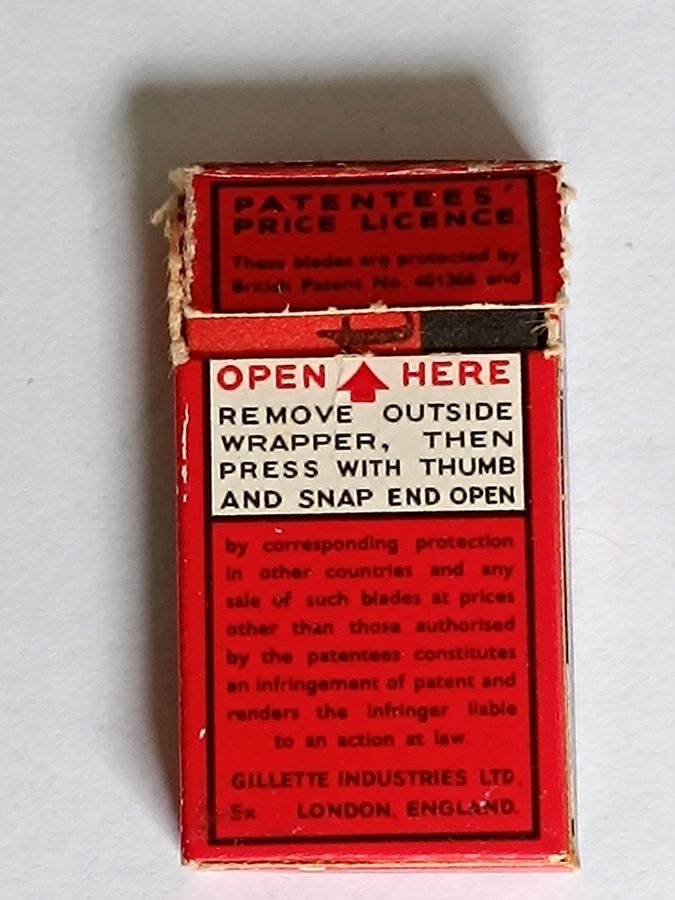 PATENTEES'
PRICE LICENCE
These blades are protected by
British Patent No. 401366 and
OPEN HERE
REMOVE OUTSIDE
WRAPPER, THEN
PRESS WITH THUMB
AND SNAP END OPEN
by corresponding protection
in other countries and any
sale of such blades at prices
other than those authorised
by the patentees constitutes
an infringement of patent and
renders the infringer liable
to an action at law
GILLETTE INDUSTRIES LTD.
LONDON, ENGLAND.